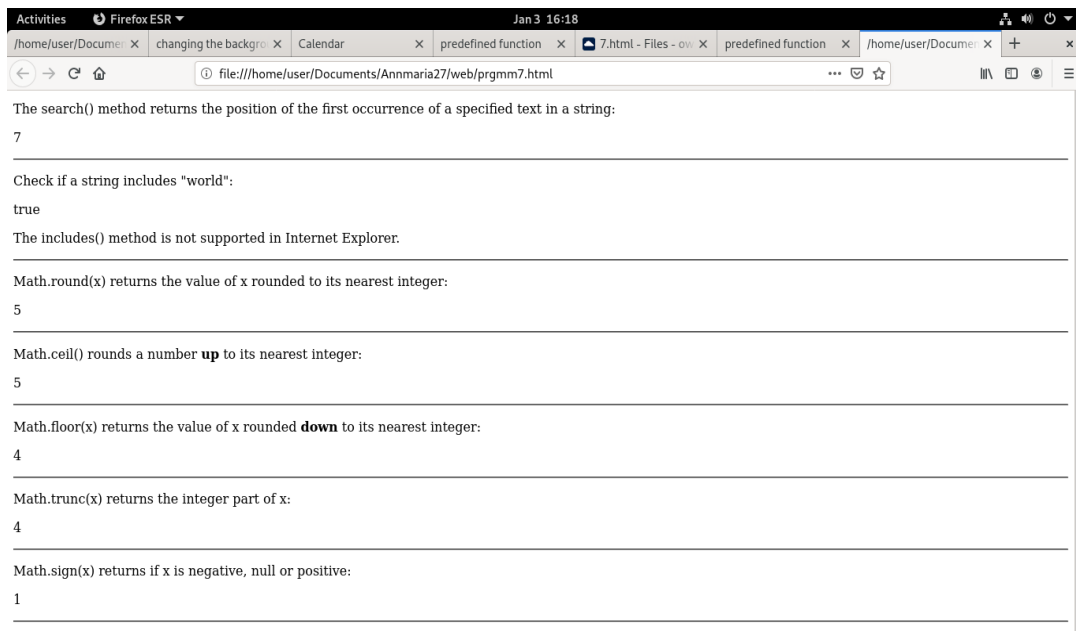 Activities Firefox ESR Jan 3 16:18
/home/user/Documen changing the backgro Calendar predefined function 7.html - Files - ow predefined function /home/user/Documen
file:///home/user/Documents/Annmaria27/web/prgmm7.html
The search() method returns the position of the first occurrence of a specified text in a string:
7
Check if a string includes "world":
true
The includes() method is not supported in Internet Explorer.
Math.round(x) returns the value of x rounded to its nearest integer:
5
Math.ceil() rounds a number up to its nearest integer:
5
Math.floor(x) returns the value of x rounded down to its nearest integer:
4
Math.trunc(x) returns the integer part of x:
4
Math.sign(x) returns if x is negative, null or positive:
1